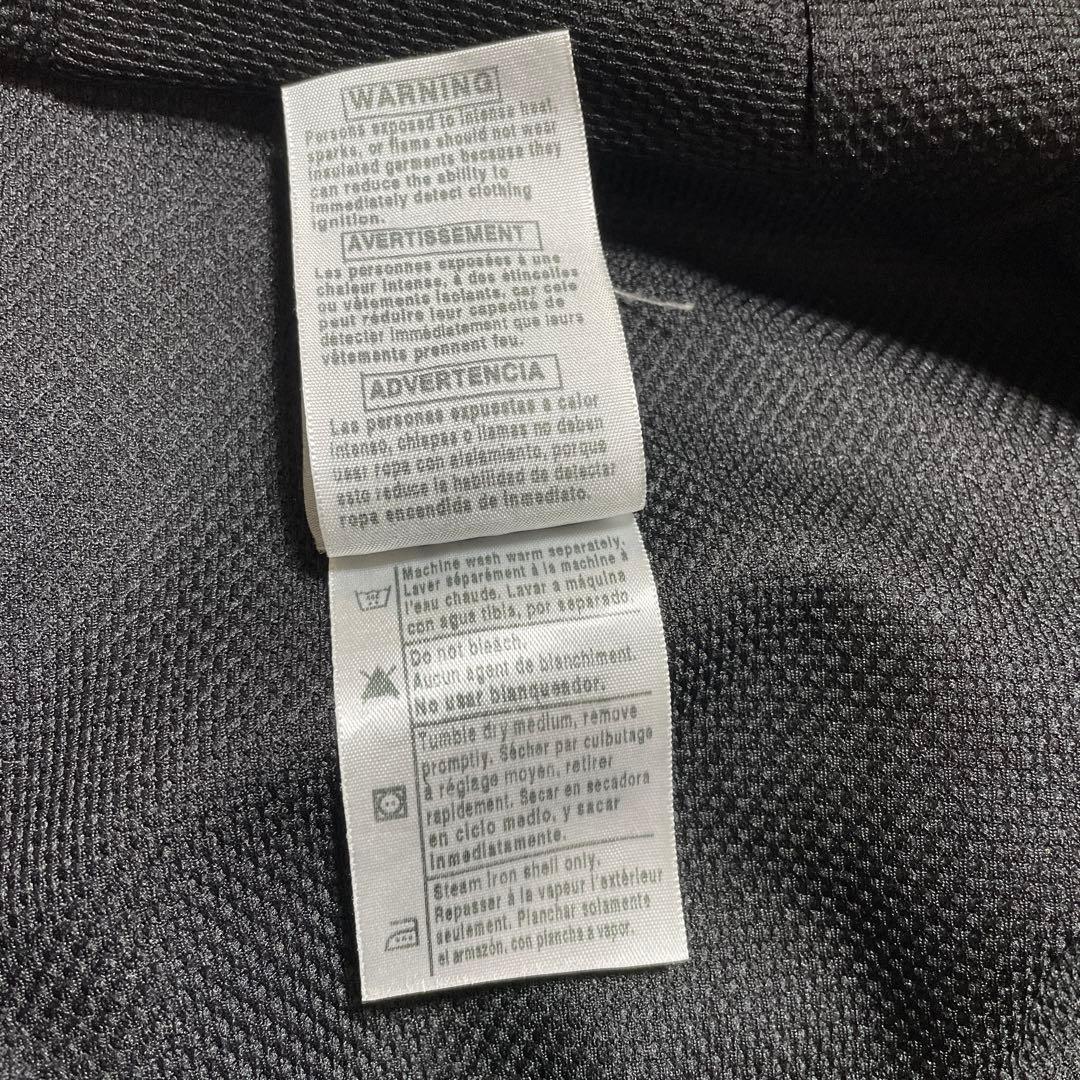 WARNING
Persons exposed to intense heat,
sparks, or flame should not wear
insulated garments because they
can reduce the ability to
immediately detect clothing
ignition.
AVERTISSEMENT
Les personnes exposées à une
chaleur intense, à des étincelles
ou vêtements isolants, car cela
peut réduire leur capacité de
détecter immédiatement que leurs
vêtements prennent feu.
ADVERTENCIA
Las personas expuestas a calor
intenso, chispas o llamas no deben
usar ropa con aislamiento, porque
esto reduce la habilidad de detectar
ropa encendida de inmediato.
Machine wash warm separately.
Laver séparément à la machine à
l'eau chaude. Lavar a máquina
con agua tibia, por separado
Do not bleach.
Aucun agent de blanchiment.
No usar blanqueador.
Tumble dry medium, remove
promptly. Sécher par culbutage
à réglage moyen, retirer
rapidement. Secar en secadora
en ciclo medio, y sacar
inmediatamente.
Steam iron shell only.
Repasser à la vapeur l'extérieur
seulement. Planchar solamente
el armazón, con plancha a vapor.